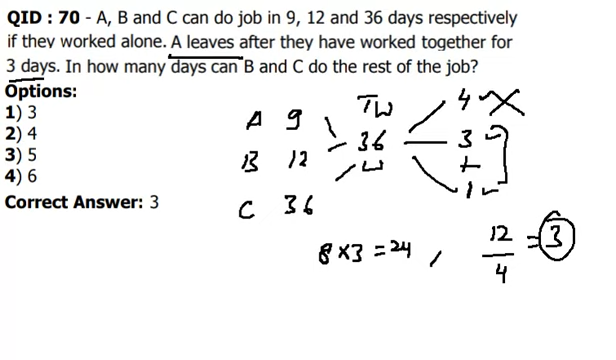 QID : 70 - A, B and C can do job in 9, 12 and 36 days respectively
if they worked alone. A leaves after they have worked together for
3 days. In how many days can B and C do the rest of the job?
Options:
1) 3
2) 4
3) 5
4) 6
Correct Answer: 3
TW
A 9
4
36
3
B 12
W
+
1
C 36
8 × 3 = 24 , 12/4 = 3